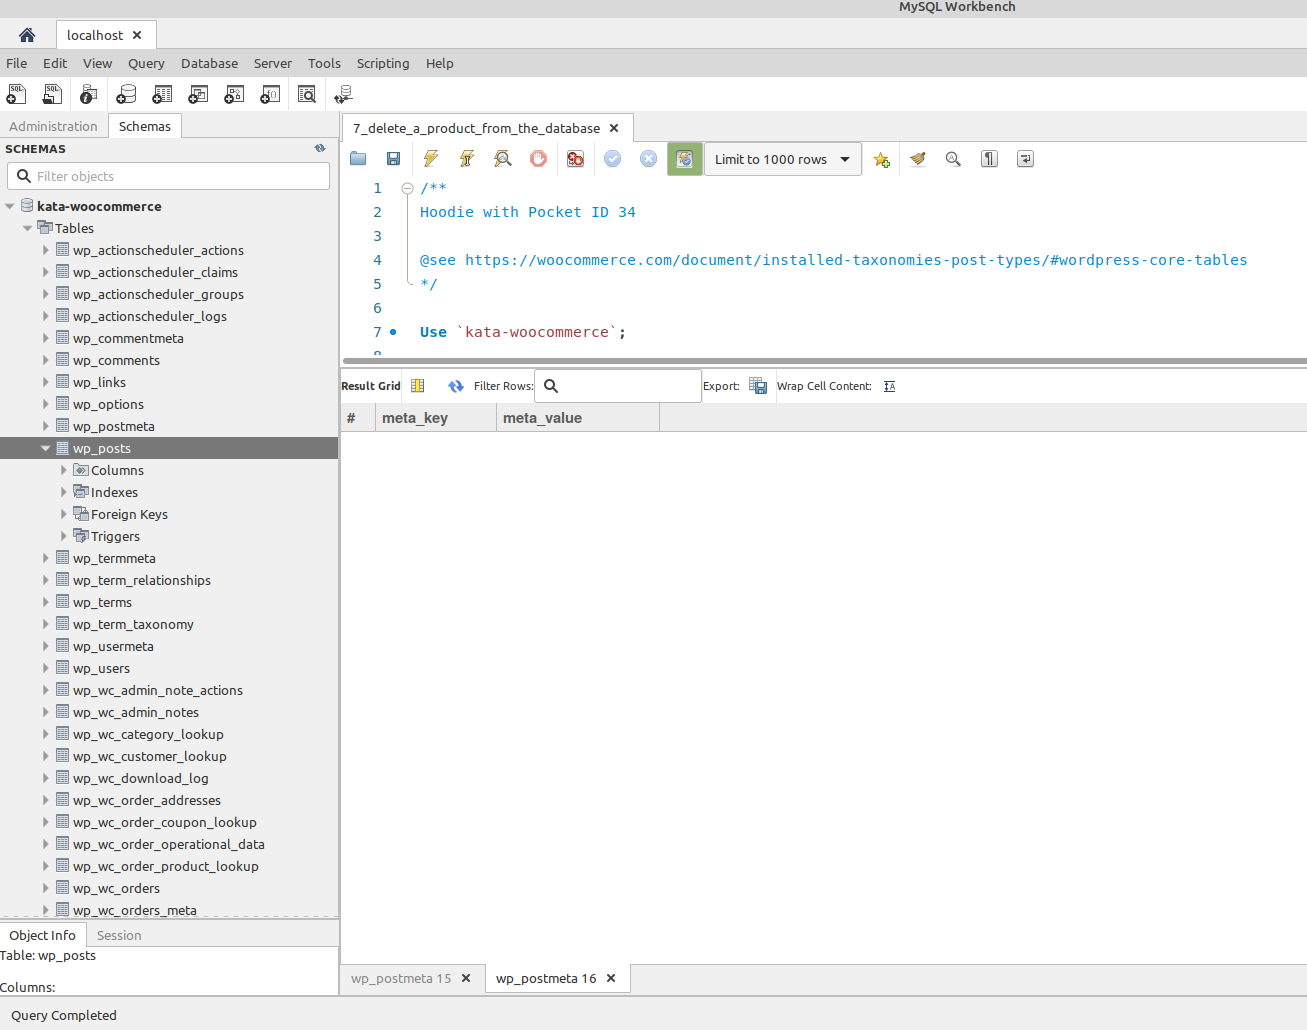 MySQL Workbench
localhost
File Edit View Query Database Server Tools Scripting Help
Administration Schemas
SCHEMAS
Filter objects
kata-woocommerce
Tables
wp_actionscheduler_actions
wp_actionscheduler_claims
wp_actionscheduler_groups
wp_actionscheduler_logs
wp_commentmeta
wp_comments
wp_links
wp_options
wp_postmeta
wp_posts
Columns
Indexes
Foreign Keys
Triggers
wp_termmeta
wp_term_relationships
wp_terms
wp_term_taxonomy
wp_usermeta
wp_users
wp_wc_admin_note_actions
wp_wc_admin_notes
wp_wc_category_lookup
wp_wc_customer_lookup
wp_wc_download_log
wp_wc_order_addresses
wp_wc_order_coupon_lookup
wp_wc_order_operational_data
wp_wc_order_product_lookup
wp_wc_orders
wp_wc_orders_meta
Object Info Session
Table: wp_posts
Columns:
7_delete_a_product_from_the_database
Limit to 1000 rows
1 /**
2 Hoodie with Pocket ID 34
3
4 @see https://woocommerce.com/document/installed-taxonomies-post-types/#wordpress-core-tables
5 */
6
7 Use `kata-woocommerce`;
Result Grid Filter Rows: Export: Wrap Cell Content:
# meta_key meta_value
wp_postmeta 15 wp_postmeta 16
Query Completed